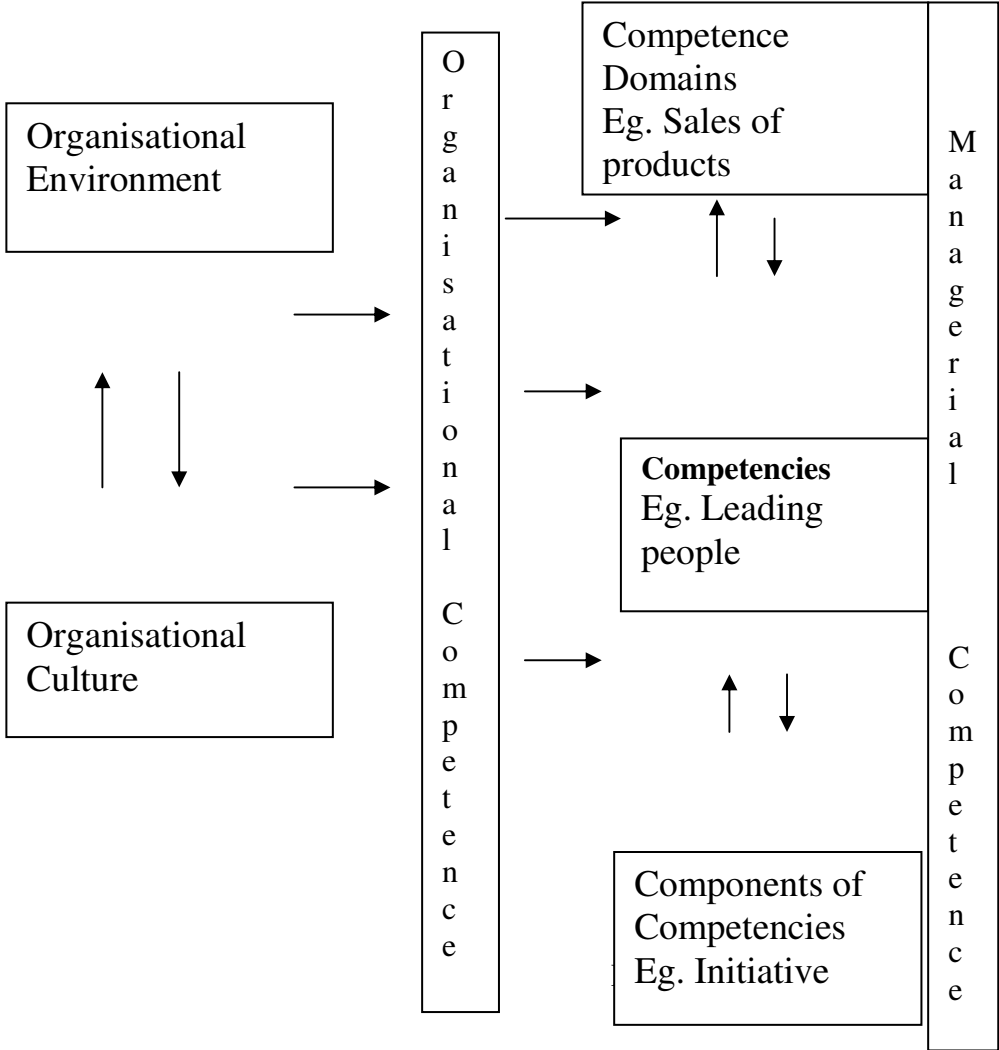 Organisational
Environment
Organisational
Culture
Organisational Competence
Competence
Domains
Eg. Sales of
products
Competencies
Eg. Leading
people
Components of
Competencies
Eg. Initiative
Managerial Competence